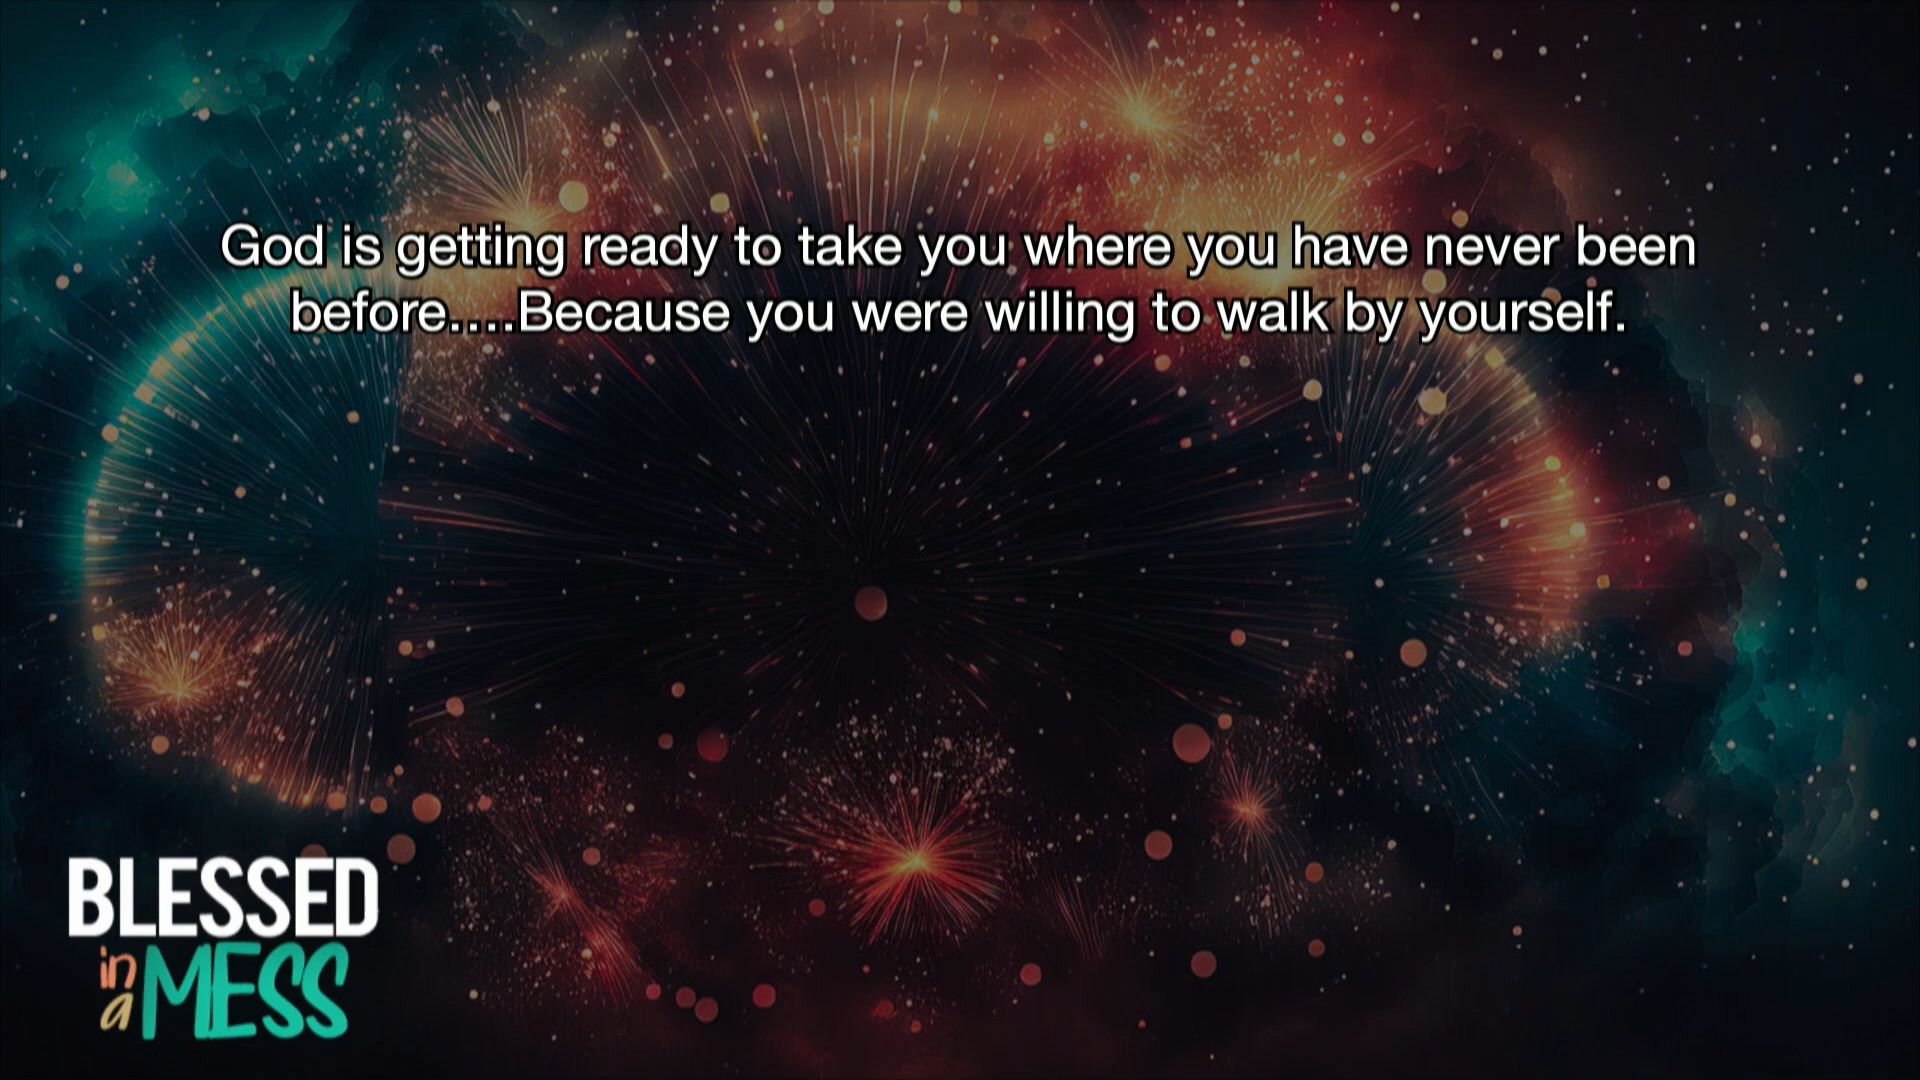 God is getting ready to take you where you have never been
before....Because you were willing to walk by yourself.
BLESSED
in
a MESS